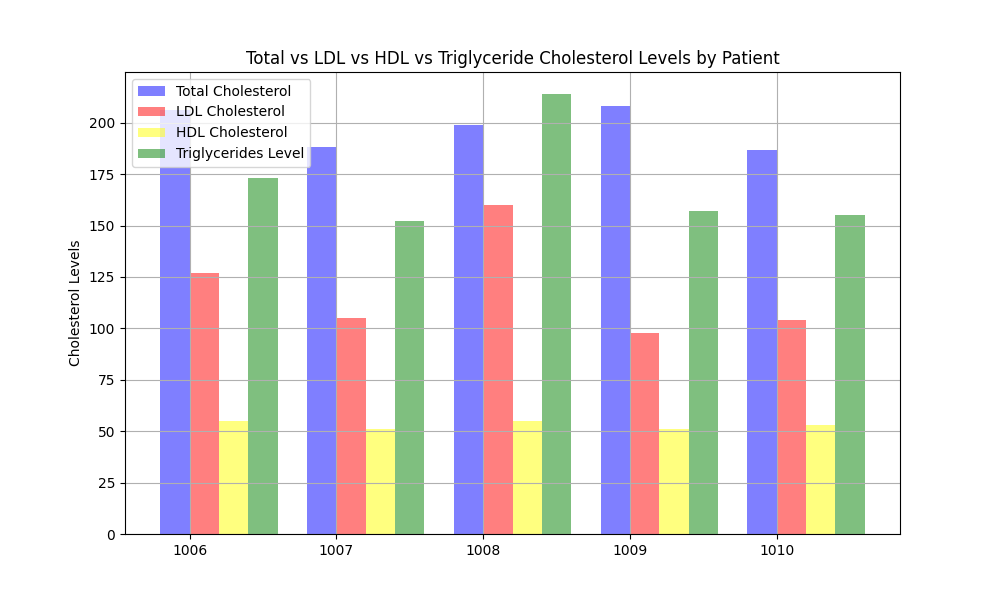 Total vs LDL vs HDL vs Triglyceride Cholesterol Levels by Patient
Total Cholesterol
LDL Cholesterol
HDL Cholesterol
Triglycerides Level
Cholesterol Levels
200
175
150
125
100
75
50
25
0
1006 1007 1008 1009 1010